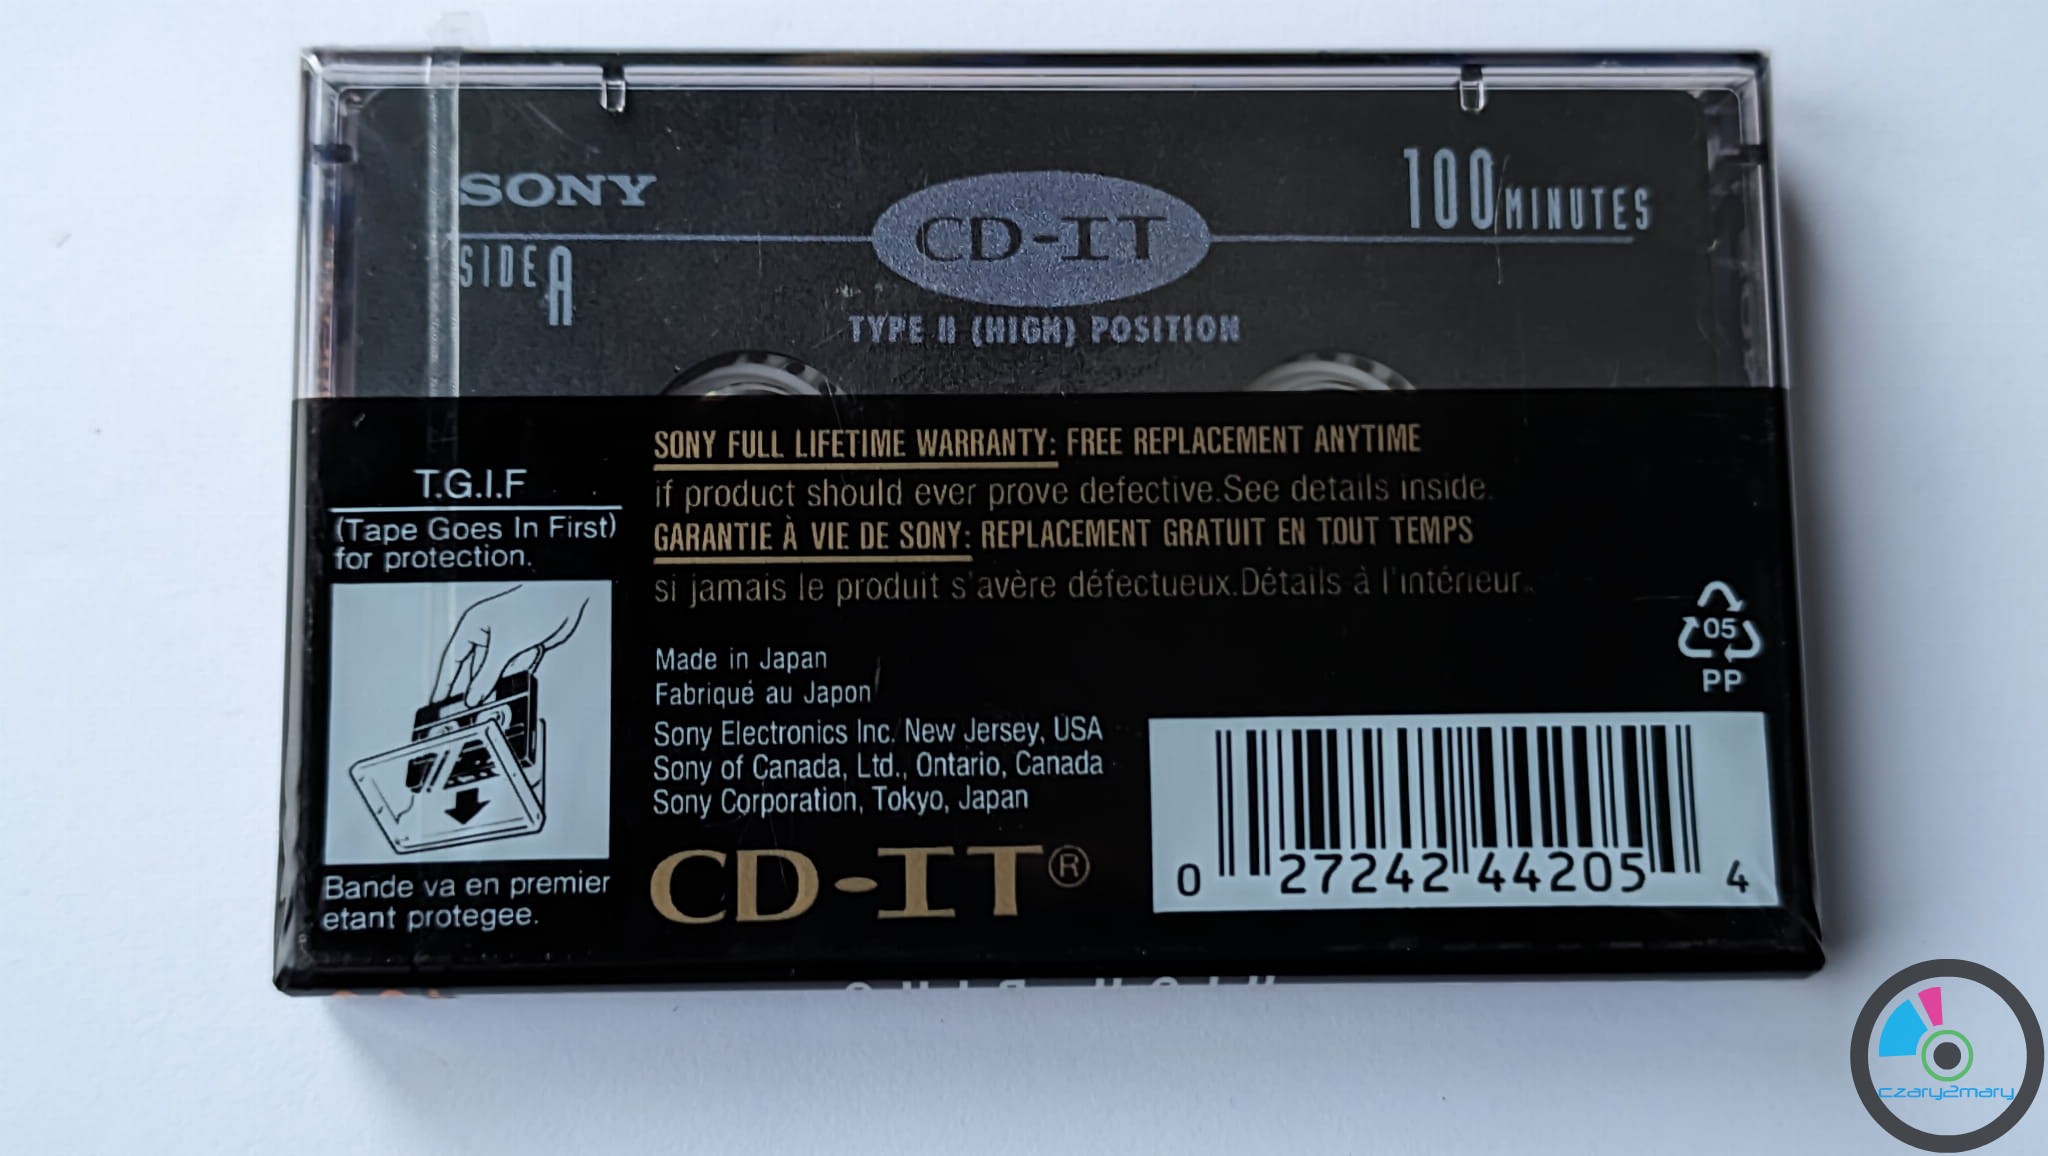 SONY
CD-IT
100 MINUTES
SIDE A
TYPE II (HIGH) POSITION
T.G.I.F
(Tape Goes In First)
for protection.
Bande va en premier
etant protegee.
SONY FULL LIFETIME WARRANTY: FREE REPLACEMENT ANYTIME
if product should ever prove defective.See details inside.
GARANTIE À VIE DE SONY: REPLACEMENT GRATUIT EN TOUT TEMPS
si jamais le produit s'avère défectueux.Détails à l'intérieur.
Made in Japan
Fabriqué au Japon
Sony Electronics Inc. New Jersey, USA
Sony of Canada, Ltd., Ontario, Canada
Sony Corporation, Tokyo, Japan
CD-IT®
05
PP
0 27242 44205 4
czary2mary